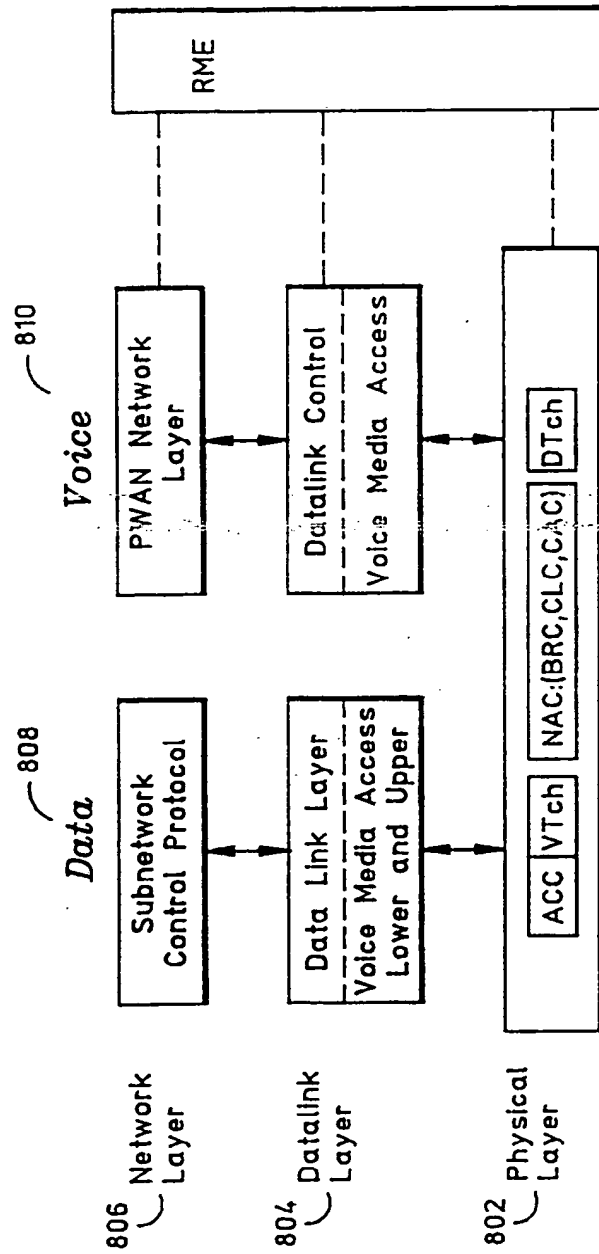 808
Data
810
Voice
806
Network
Layer
Subnetwork
Control Protocol
PWAN Network
Layer
RME
804
Datalink
Layer
Data Link Layer
Voice Media Access
Lower and Upper
Datalink Control
Voice Media Access
802
Physical
Layer
ACC
VTch
NAC:(BRC,CLC,CAC)
DTch